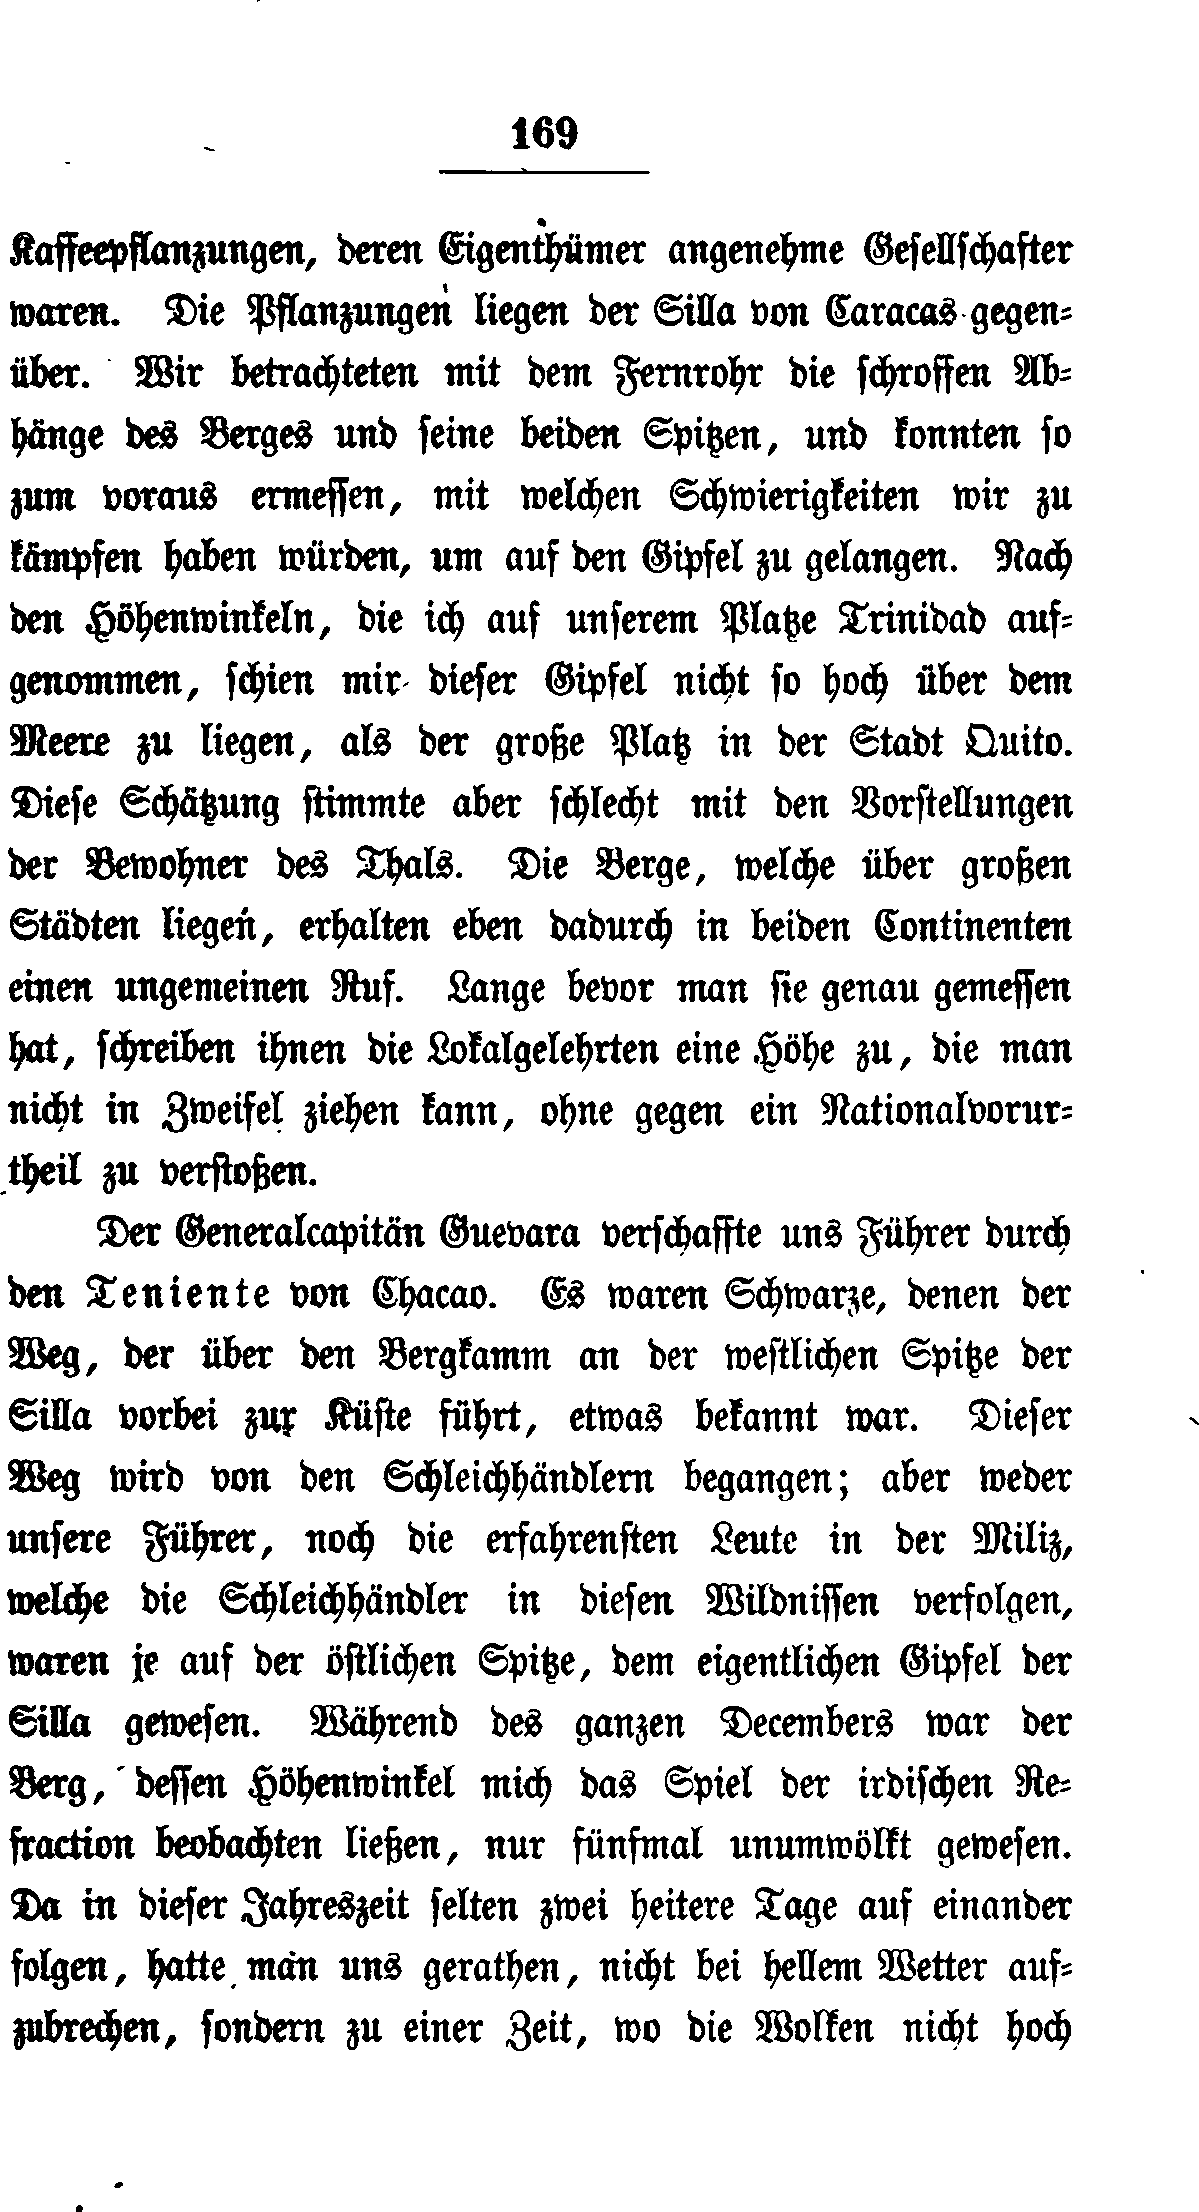 169
Kaffeepflanzungen, deren Eigenthümer angenehme Gesellschafter
waren. Die Pflanzungen liegen der Silla von Caracas gegen=
über. Wir betrachteten mit dem Fernrohr die schroffen Ab=
hänge des Berges und seine beiden Spitzen, und konnten so
zum voraus ermessen, mit welchen Schwierigkeiten wir zu
kämpfen haben würden, um auf den Gipfel zu gelangen. Nach
den Höhenwinkeln, die ich auf unserem Platze Trinidad auf=
genommen, schien mir dieser Gipfel nicht so hoch über dem
Meere zu liegen, als der große Platz in der Stadt Quito.
Diese Schätzung stimmte aber schlecht mit den Vorstellungen
der Bewohner des Thals. Die Berge, welche über großen
Städten liegen, erhalten eben dadurch in beiden Continenten
einen ungemeinen Ruf. Lange bevor man sie genau gemessen
hat, schreiben ihnen die Lokalgelehrten eine Höhe zu, die man
nicht in Zweifel ziehen kann, ohne gegen ein Nationalvorur=
theil zu verstoßen.
Der Generalcapitän Guevara verschaffte uns Führer durch
den Teniente von Chacao. Es waren Schwarze, denen der
Weg, der über den Bergkamm an der westlichen Spitze der
Silla vorbei zur Küste führt, etwas bekannt war. Dieser
Weg wird von den Schleichhändlern begangen; aber weder
unsere Führer, noch die erfahrensten Leute in der Miliz,
welche die Schleichhändler in diesen Wildnissen verfolgen,
waren je auf der östlichen Spitze, dem eigentlichen Gipfel der
Silla gewesen. Während des ganzen Decembers war der
Berg, dessen Höhenwinkel mich das Spiel der irdischen Re=
fraction beobachten ließen, nur fünfmal unumwölkt gewesen.
Da in dieser Jahreszeit selten zwei heitere Tage auf einander
folgen, hatte man uns gerathen, nicht bei hellem Wetter auf=
zubrechen, sondern zu einer Zeit, wo die Wolken nicht hoch